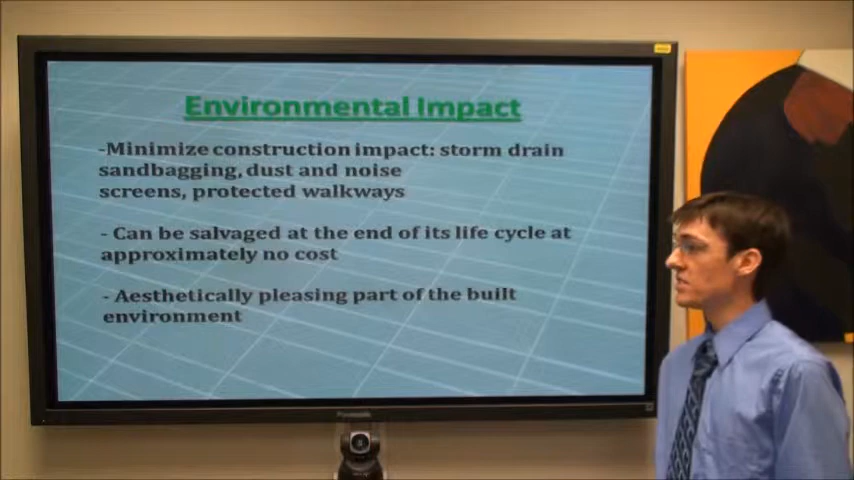 Environmental Impact
-Minimize construction impact: storm drain
sandbagging, dust and noise
screens, protected walkways
- Can be salvaged at the end of its life cycle at
approximately no cost
- Aesthetically pleasing part of the built
environment
Panasonic